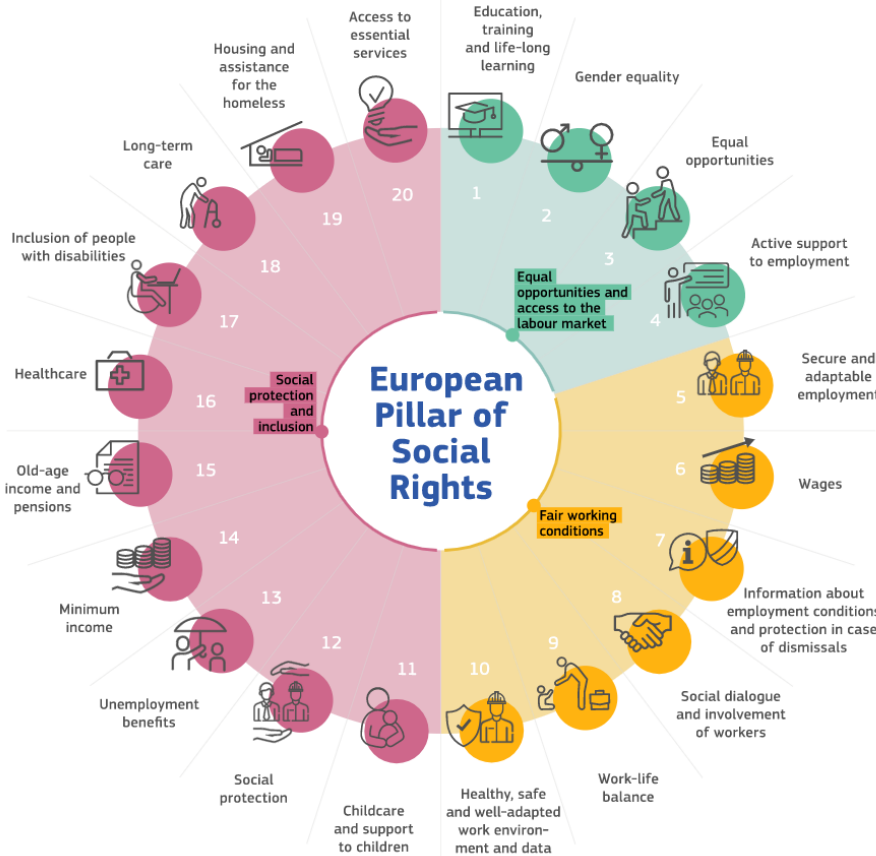 Education,
training
and life-long
learning
1
Gender equality
2
Equal
opportunities
3
Active support
to employment
4
Equal
opportunities and
access to the
labour market
Secure and
adaptable
employment
5
Wages
6
Information about
employment conditions
and protection in case
of dismissals
7
i
Social dialogue
and involvement
of workers
8
Work-life
balance
9
Healthy, safe
and well-adapted
work environ-
ment and data
10
Fair working
conditions
Childcare
and support
to children
11
Social
protection
12
Unemployment
benefits
13
Minimum
income
14
Old-age
income and
pensions
15
Healthcare
16
Inclusion of people
with disabilities
17
Long-term
care
18
Housing and
assistance
for the
homeless
19
Access to
essential
services
20
Social
protection
and
inclusion
European
Pillar of
Social
Rights